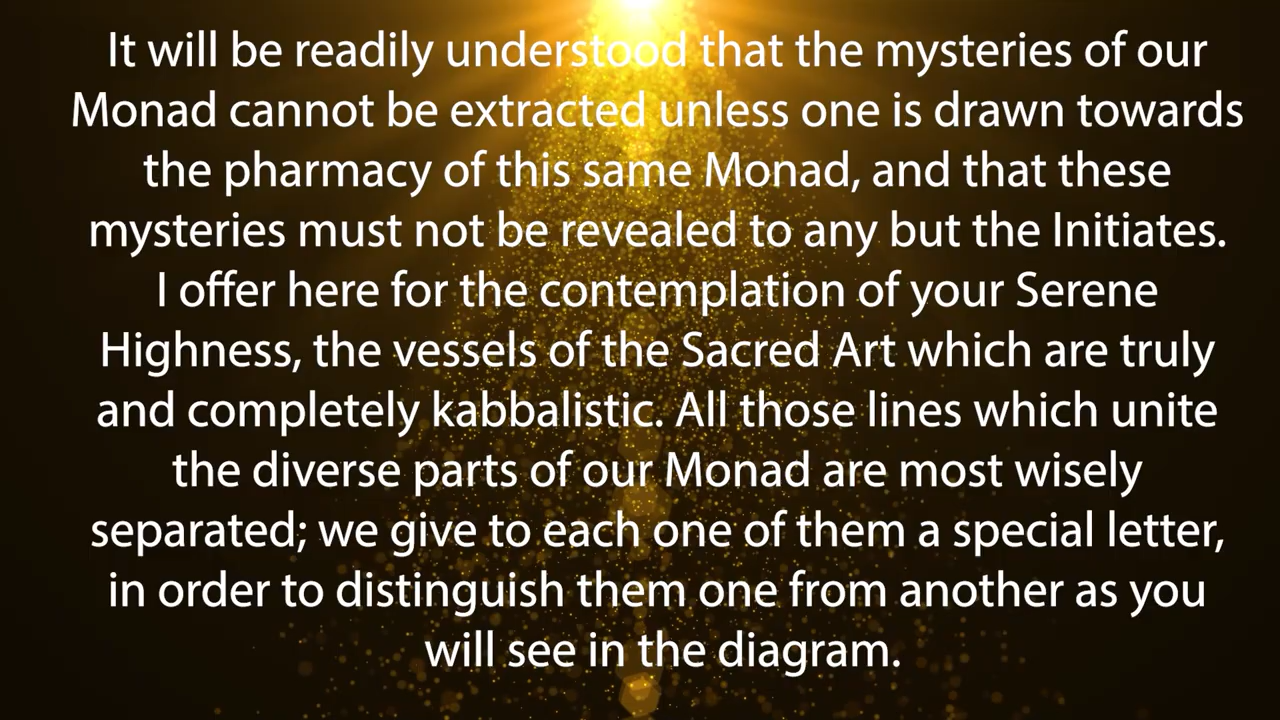 It will be readily understood that the mysteries of our
Monad cannot be extracted unless one is drawn towards
the pharmacy of this same Monad, and that these
mysteries must not be revealed to any but the Initiates.
I offer here for the contemplation of your Serene
Highness, the vessels of the Sacred Art which are truly
and completely kabbalistic. All those lines which unite
the diverse parts of our Monad are most wisely
separated; we give to each one of them a special letter,
in order to distinguish them one from another as you
will see in the diagram.